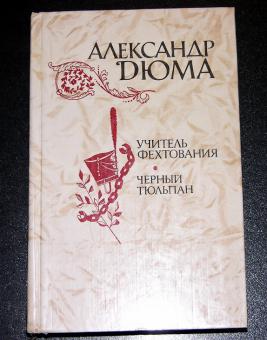 АЛЕКСАНДР
ДЮМА
УЧИТЕЛЬ
ФЕХТОВАНИЯ
ЧЕРНЫЙ
ТЮЛЬПАН